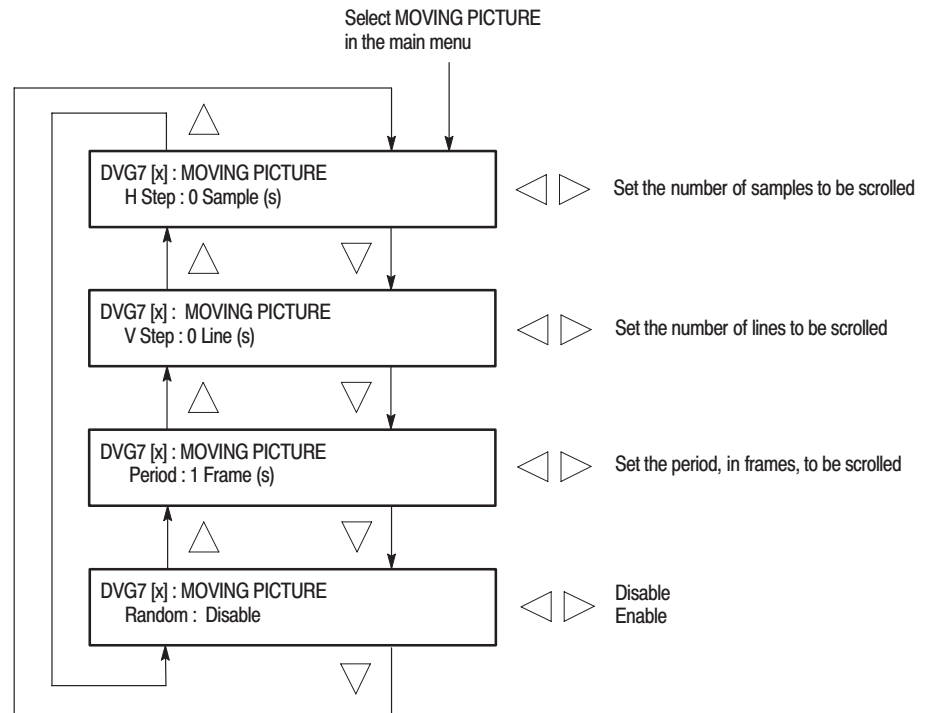 Select MOVING PICTURE
in the main menu
DVG7 [x] : MOVING PICTURE
H Step : 0 Sample (s)
Set the number of samples to be scrolled
DVG7 [x] :  MOVING PICTURE
V Step : 0 Line (s)
Set the number of lines to be scrolled
DVG7 [x] : MOVING PICTURE
Period : 1 Frame (s)
Set the period, in frames, to be scrolled
DVG7 [x] : MOVING PICTURE
Random :  Disable
Disable
Enable